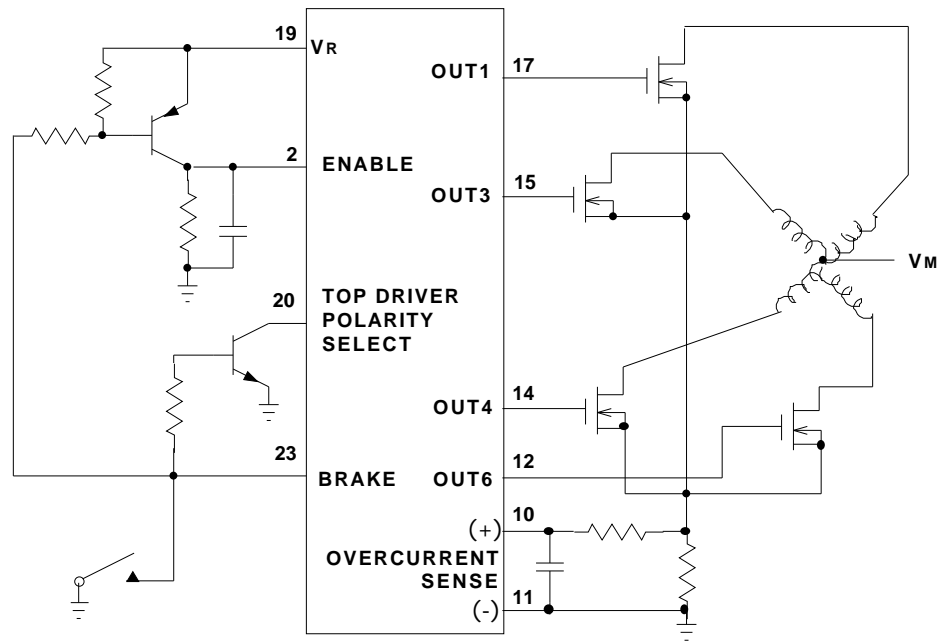 19
VR
OUT1
17
2
ENABLE
OUT3
15
VM
20
TOP DRIVER
POLARITY
SELECT
OUT4
14
23
BRAKE
OUT6
12
(+)
10
OVERCURRENT
SENSE
(-)
11